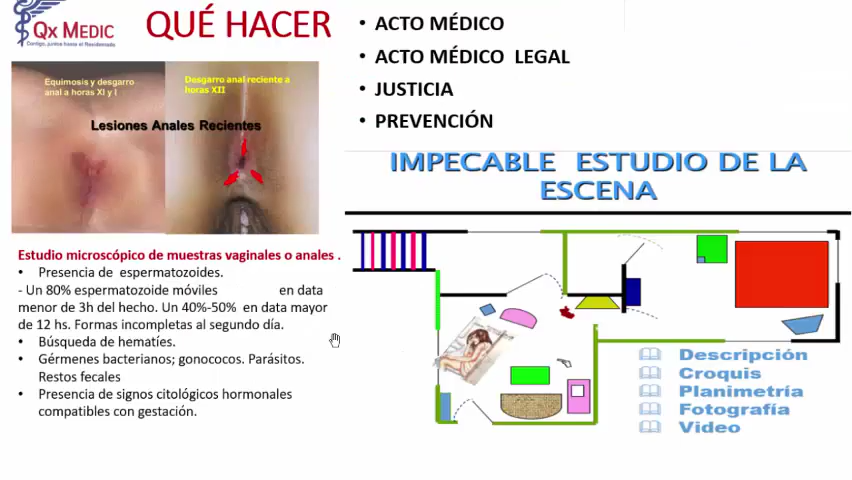 Qx MEDIC
Contigo, juntos hasta el Residentado
QUÉ HACER
Equimosis y desgarro
anal a horas XI y I
Desgarro anal reciente a
horas XII
Lesiones Anales Recientes
Estudio microscópico de muestras vaginales o anales .
• Presencia de espermatozoides.
- Un 80% espermatozoide móviles en data
menor de 3h del hecho. Un 40%-50% en data mayor
de 12 hs. Formas incompletas al segundo día.
• Búsqueda de hematíes.
• Gérmenes bacterianos; gonococos. Parásitos.
Restos fecales
• Presencia de signos citológicos hormonales
compatibles con gestación.
• ACTO MÉDICO
• ACTO MÉDICO LEGAL
• JUSTICIA
• PREVENCIÓN
IMPECABLE ESTUDIO DE LA
ESCENA
Descripción
Croquis
Planimetría
Fotografía
Video